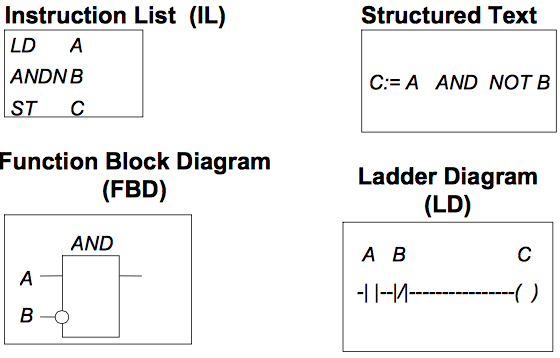 Instruction List (IL)
LD A
ANDN B
ST C
Structured Text
C:= A AND NOT B
Function Block Diagram
(FBD)
AND
A
B
Ladder Diagram
(LD)
A B C
-| |--|/|----------------( )